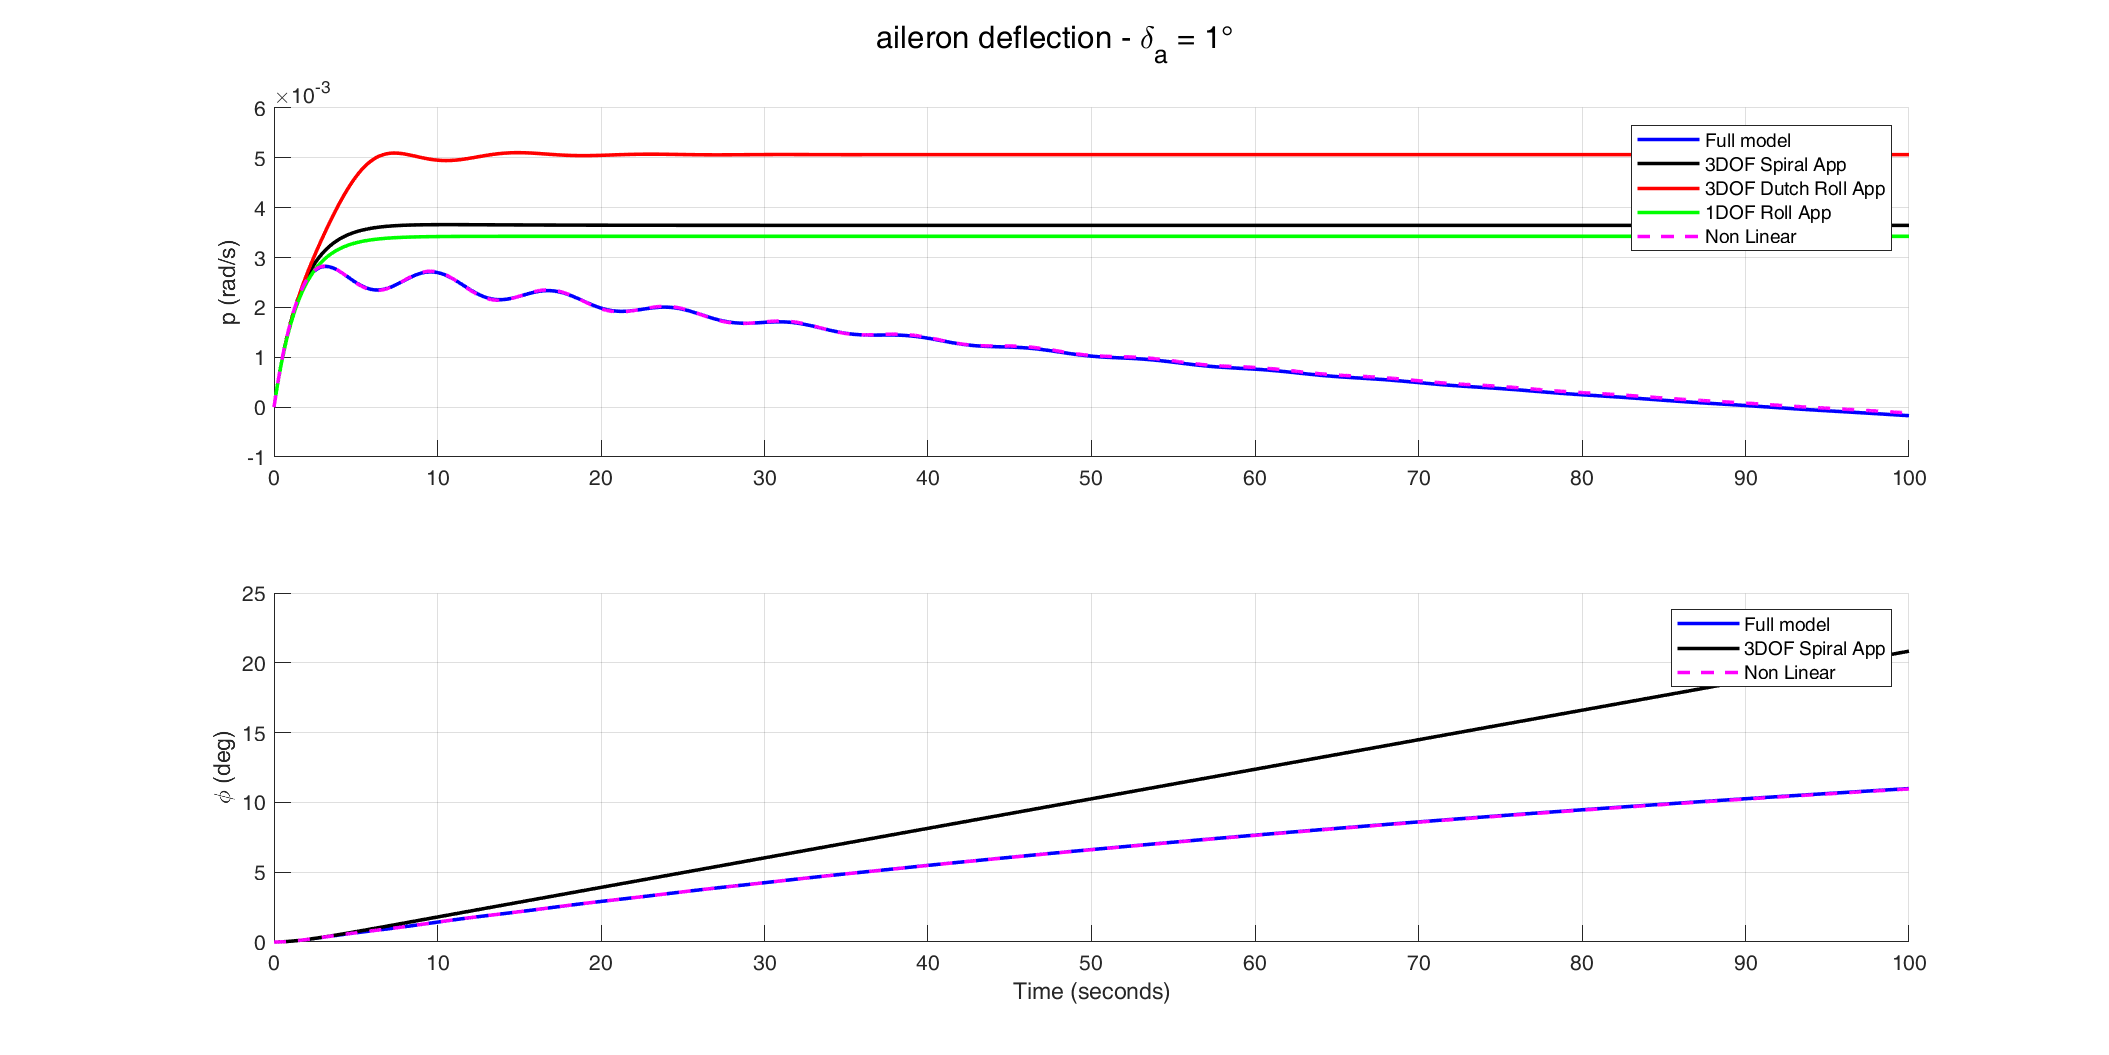 aileron deflection - δa = 1°
×10-3
6
5
4
3
2
1
0
-1
p (rad/s)
0 10 20 30 40 50 60 70 80 90 100
Full model
3DOF Spiral App
3DOF Dutch Roll App
1DOF Roll App
Non Linear
25
20
15
10
5
0
ϕ (deg)
0 10 20 30 40 50 60 70 80 90 100
Time (seconds)
Full model
3DOF Spiral App
Non Linear